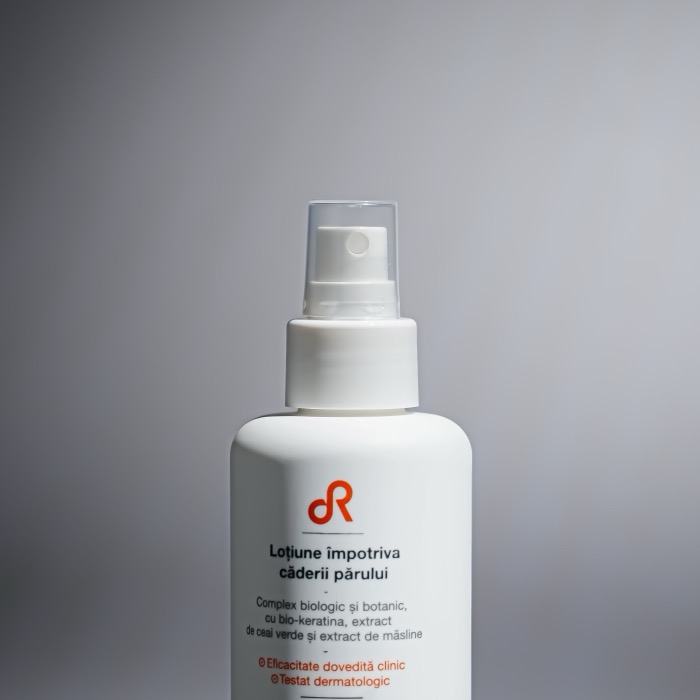 dR
Loțiune împotriva
căderii părului
-
Complex biologic și botanic,
cu bio-keratina, extract
de ceai verde și extract de măsline
-
Eficacitate dovedită clinic
Testat dermatologic